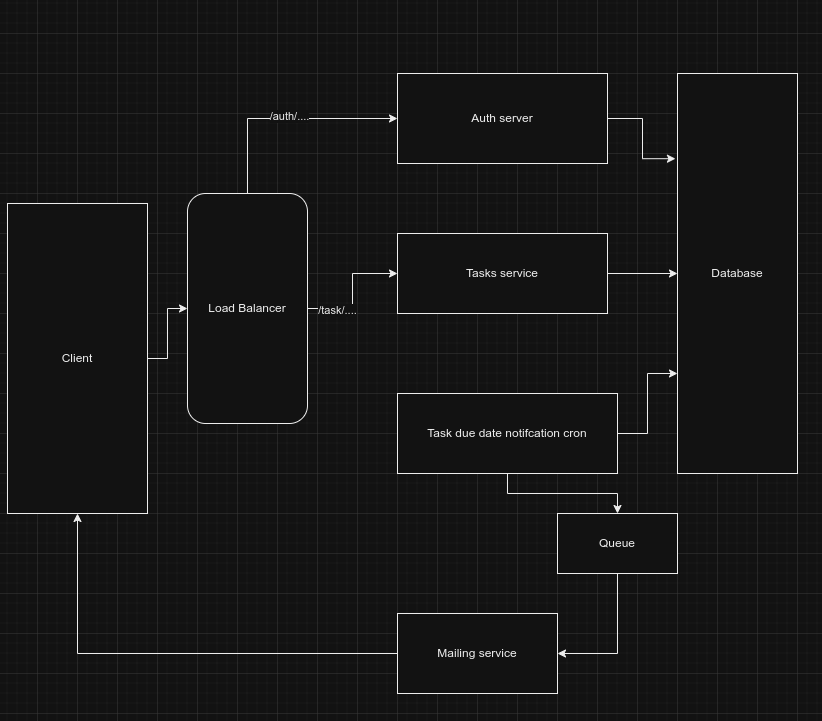 /auth/....
Auth server
Load Balancer
/task/....
Tasks service
Database
Client
Task due date notifcation cron
Queue
Mailing service